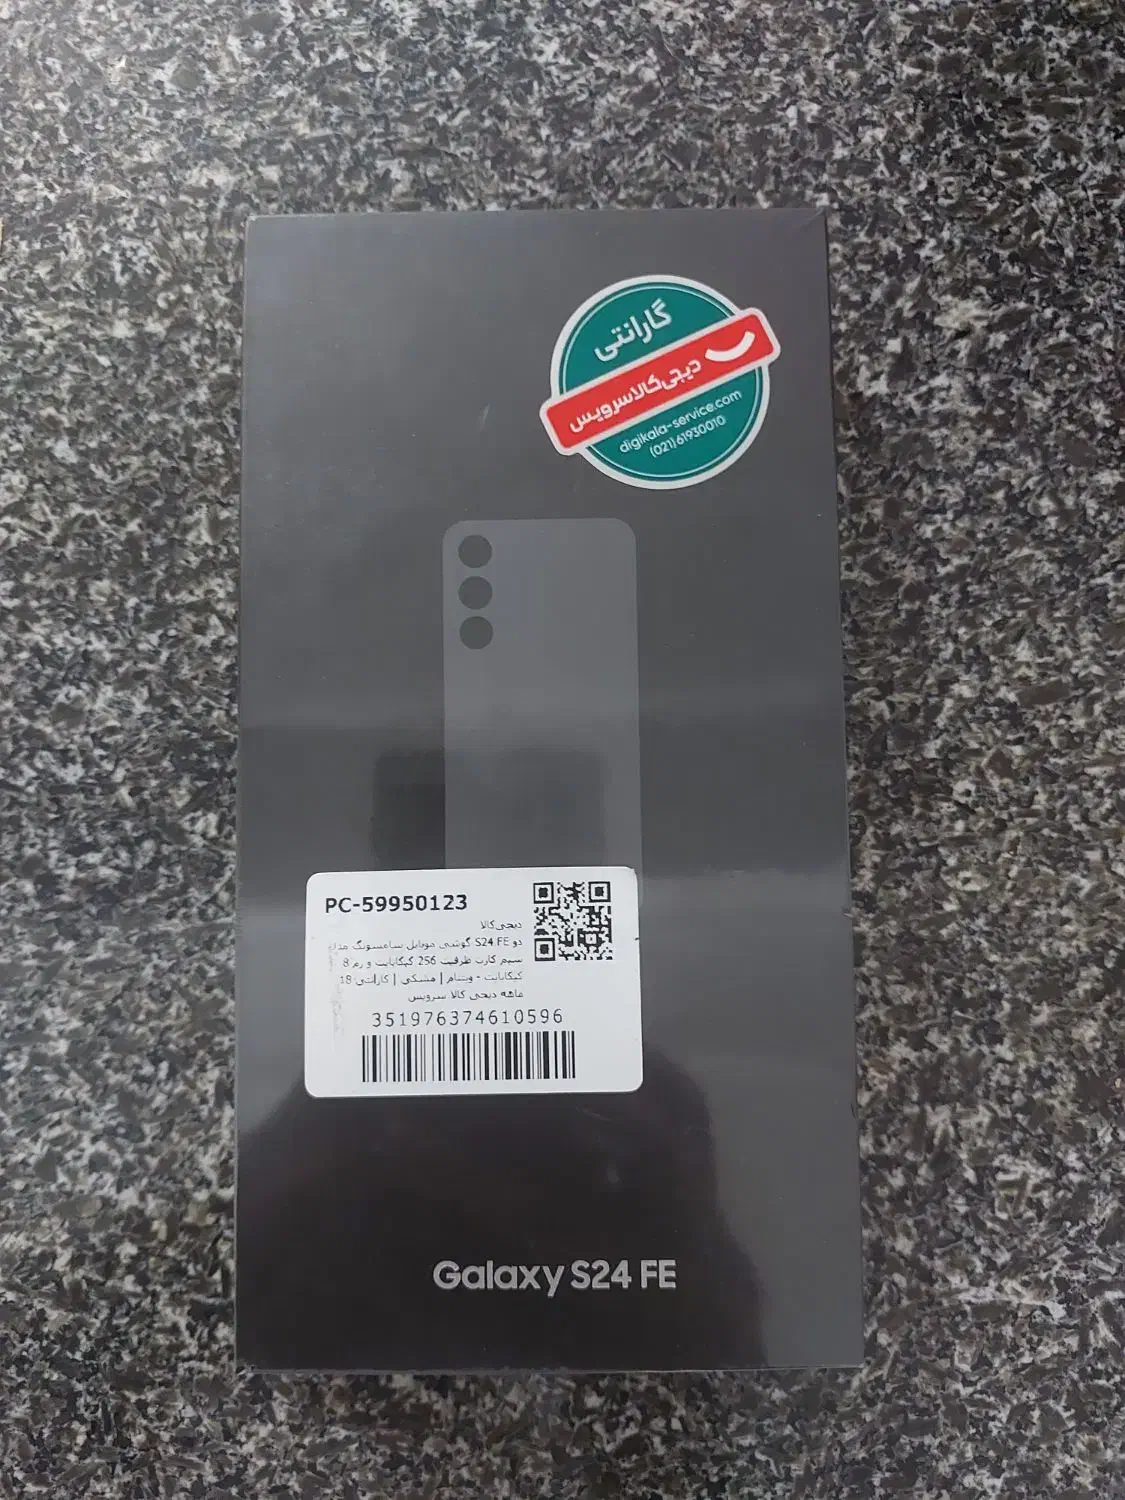 گارانتی
دیجی‌کالا سرویس
digikala-service.com
(021)61930010
PC-59950123
دیجی‌کالا
دو S24 FE گوشی موبایل سامسونگ مدل
سیم کارت ظرفیت 256 گیگابایت و رم 8
گیگابایت - ویتنام | مشکی | گارانتی 18
ماهه دیجی کالا سرویس
351976374610596
Galaxy S24 FE